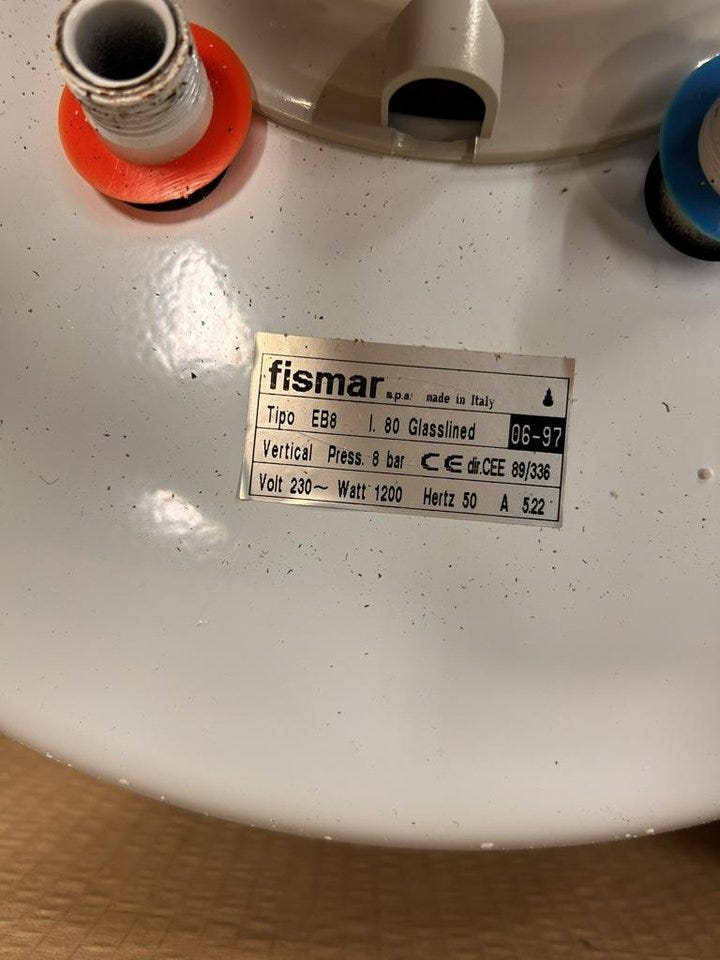 fismar s.p.a. made in Italy
Tipo EB8 l. 80 Glasslined 06-97
Vertical Press. 8 bar CE dir.CEE 89/336
Volt 230~ Watt 1200 Hertz 50 A 5.22